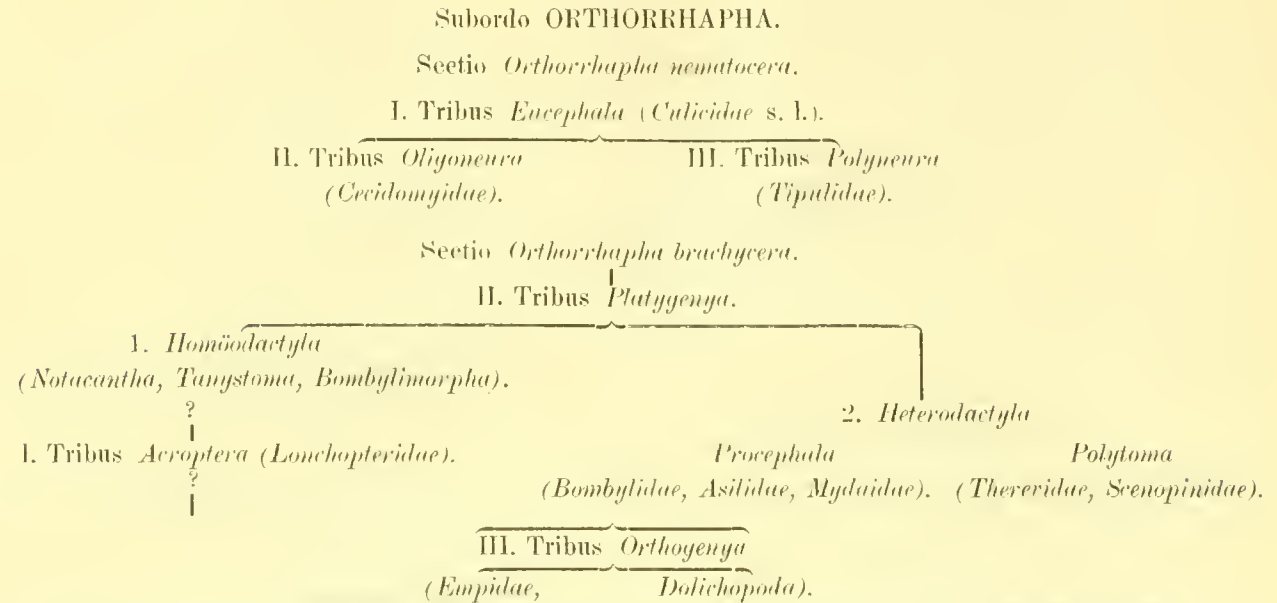 Subordo ORTHORRHAPHA.
Sectio Orthorrhapha nematocera.
I. Tribus Eucephala (Culicidae s. l.).
II. Tribus Oligoneura III. Tribus Polyneura
(Cecidomyidae). (Tipulidae).
Sectio Orthorrhapha brachycera.
II. Tribus Platygenya.
1. Homöodactyla
(Notacantha, Tanystoma, Bombylimorpha).
?
2. Heterodactyla
I. Tribus Acroptera (Lonchopteridae). Procephala Polytoma
?
(Bombylidae, Asilidae, Mydaidae). (Thereridae, Scenopinidae).
III. Tribus Orthogenya
(Empidae, Dolichopoda).